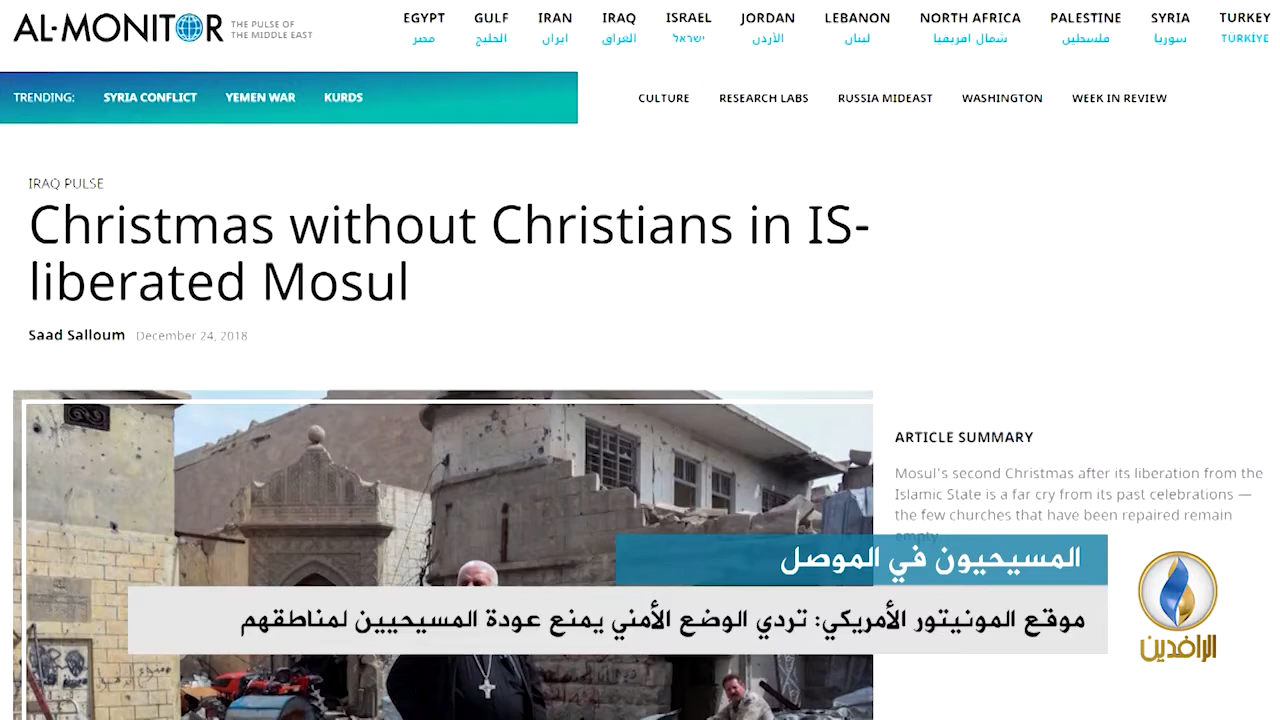 AL-MONITOR
THE PULSE OF
THE MIDDLE EAST
EGYPT GULF IRAN IRAQ ISRAEL JORDAN LEBANON NORTH AFRICA PALESTINE SYRIA TURKEY
مصر الخليج ایران العراق ישראל الأردن لبنان شمال افريقيا فلسطين سوريا TÜRKİYE
TRENDING: SYRIA CONFLICT YEMEN WAR KURDS
CULTURE RESEARCH LABS RUSSIA MIDEAST WASHINGTON WEEK IN REVIEW
IRAQ PULSE
Christmas without Christians in IS-
liberated Mosul
Saad Salloum December 24, 2018
ARTICLE SUMMARY
Mosul's second Christmas after its liberation from the
Islamic State is a far cry from its past celebrations —
the few churches that have been repaired remain
empty
المسيحيون في الموصل
موقع المونيتور الأمريكي: تردي الوضع الأمني يمنع عودة المسيحيين لمناطقهم
الرافدين